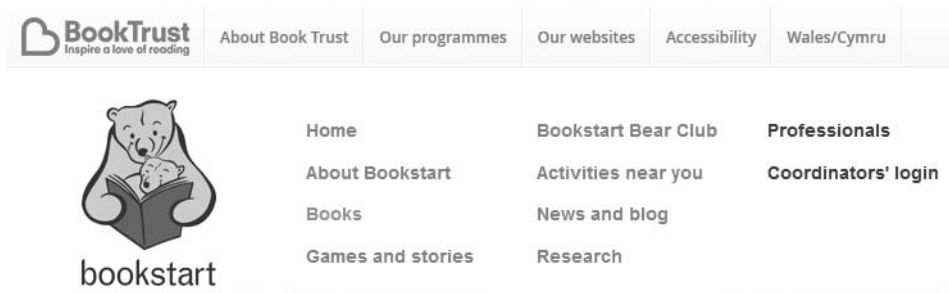 BookTrust
Inspire a love of reading
About Book Trust
Our programmes
Our websites
Accessibility
Wales/Cymru
bookstart
Home
About Bookstart
Books
Games and stories
Bookstart Bear Club
Activities near you
News and blog
Research
Professionals
Coordinators' login